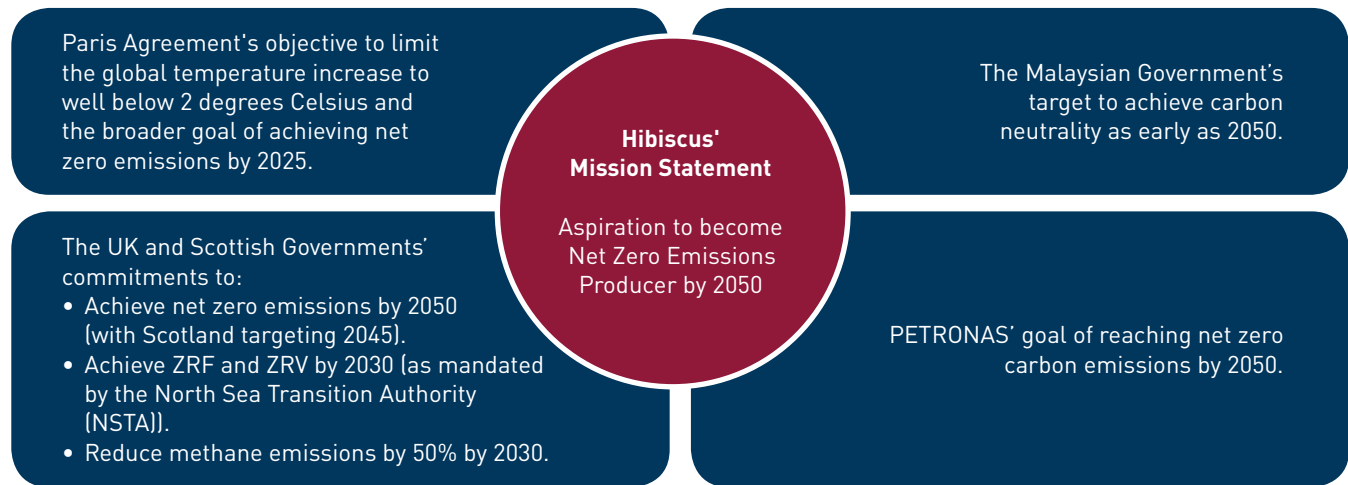 Paris Agreement's objective to limit
the global temperature increase to
well below 2 degrees Celsius and
the broader goal of achieving net
zero emissions by 2025.
The Malaysian Government’s
target to achieve carbon
neutrality as early as 2050.
Hibiscus'
Mission Statement
Aspiration to become
Net Zero Emissions
Producer by 2050
The UK and Scottish Governments’
commitments to:
• Achieve net zero emissions by 2050
(with Scotland targeting 2045).
• Achieve ZRF and ZRV by 2030 (as mandated
by the North Sea Transition Authority
(NSTA)).
• Reduce methane emissions by 50% by 2030.
PETRONAS’ goal of reaching net zero
carbon emissions by 2050.